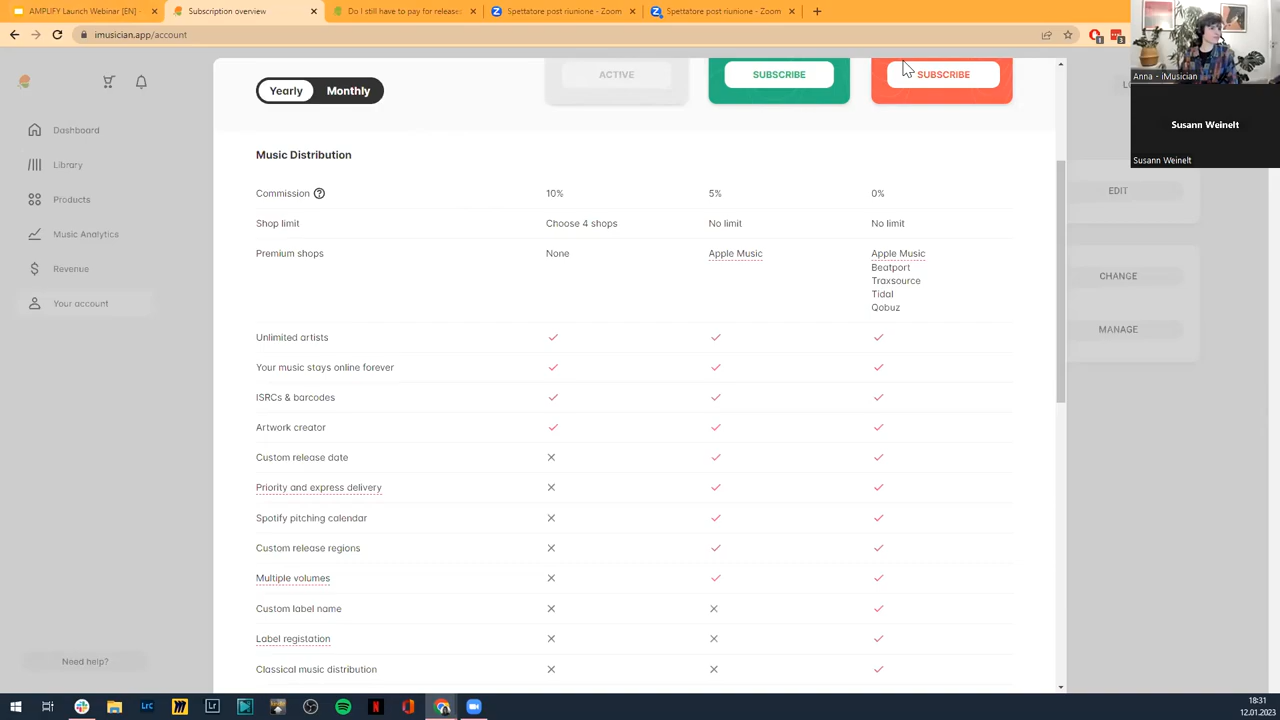 AMPLIFY Launch Webinar [EN] -
Subscription overview
Do I still have to pay for release
Spettatore post riunione - Zoom
Spettatore post riunione - Zoom
imusician.app/account
1
3
Anna - iMusician
Susann Weinelt
Susann Weinelt
Dashboard
Library
Products
Music Analytics
Revenue
Your account
Need help?
Yearly
Monthly
ACTIVE
SUBSCRIBE
SUBSCRIBE
EDIT
CHANGE
MANAGE
Music Distribution
Commission ? 10% 5% 0%
Shop limit Choose 4 shops No limit No limit
Premium shops None Apple Music Apple Music
Beatport
Traxsource
Tidal
Qobuz
Unlimited artists
Your music stays online forever
ISRCs & barcodes
Artwork creator
Custom release date
Priority and express delivery
Spotify pitching calendar
Custom release regions
Multiple volumes
Custom label name
Label registation
Classical music distribution
Lrc
Lr
18:31
12.01.2023